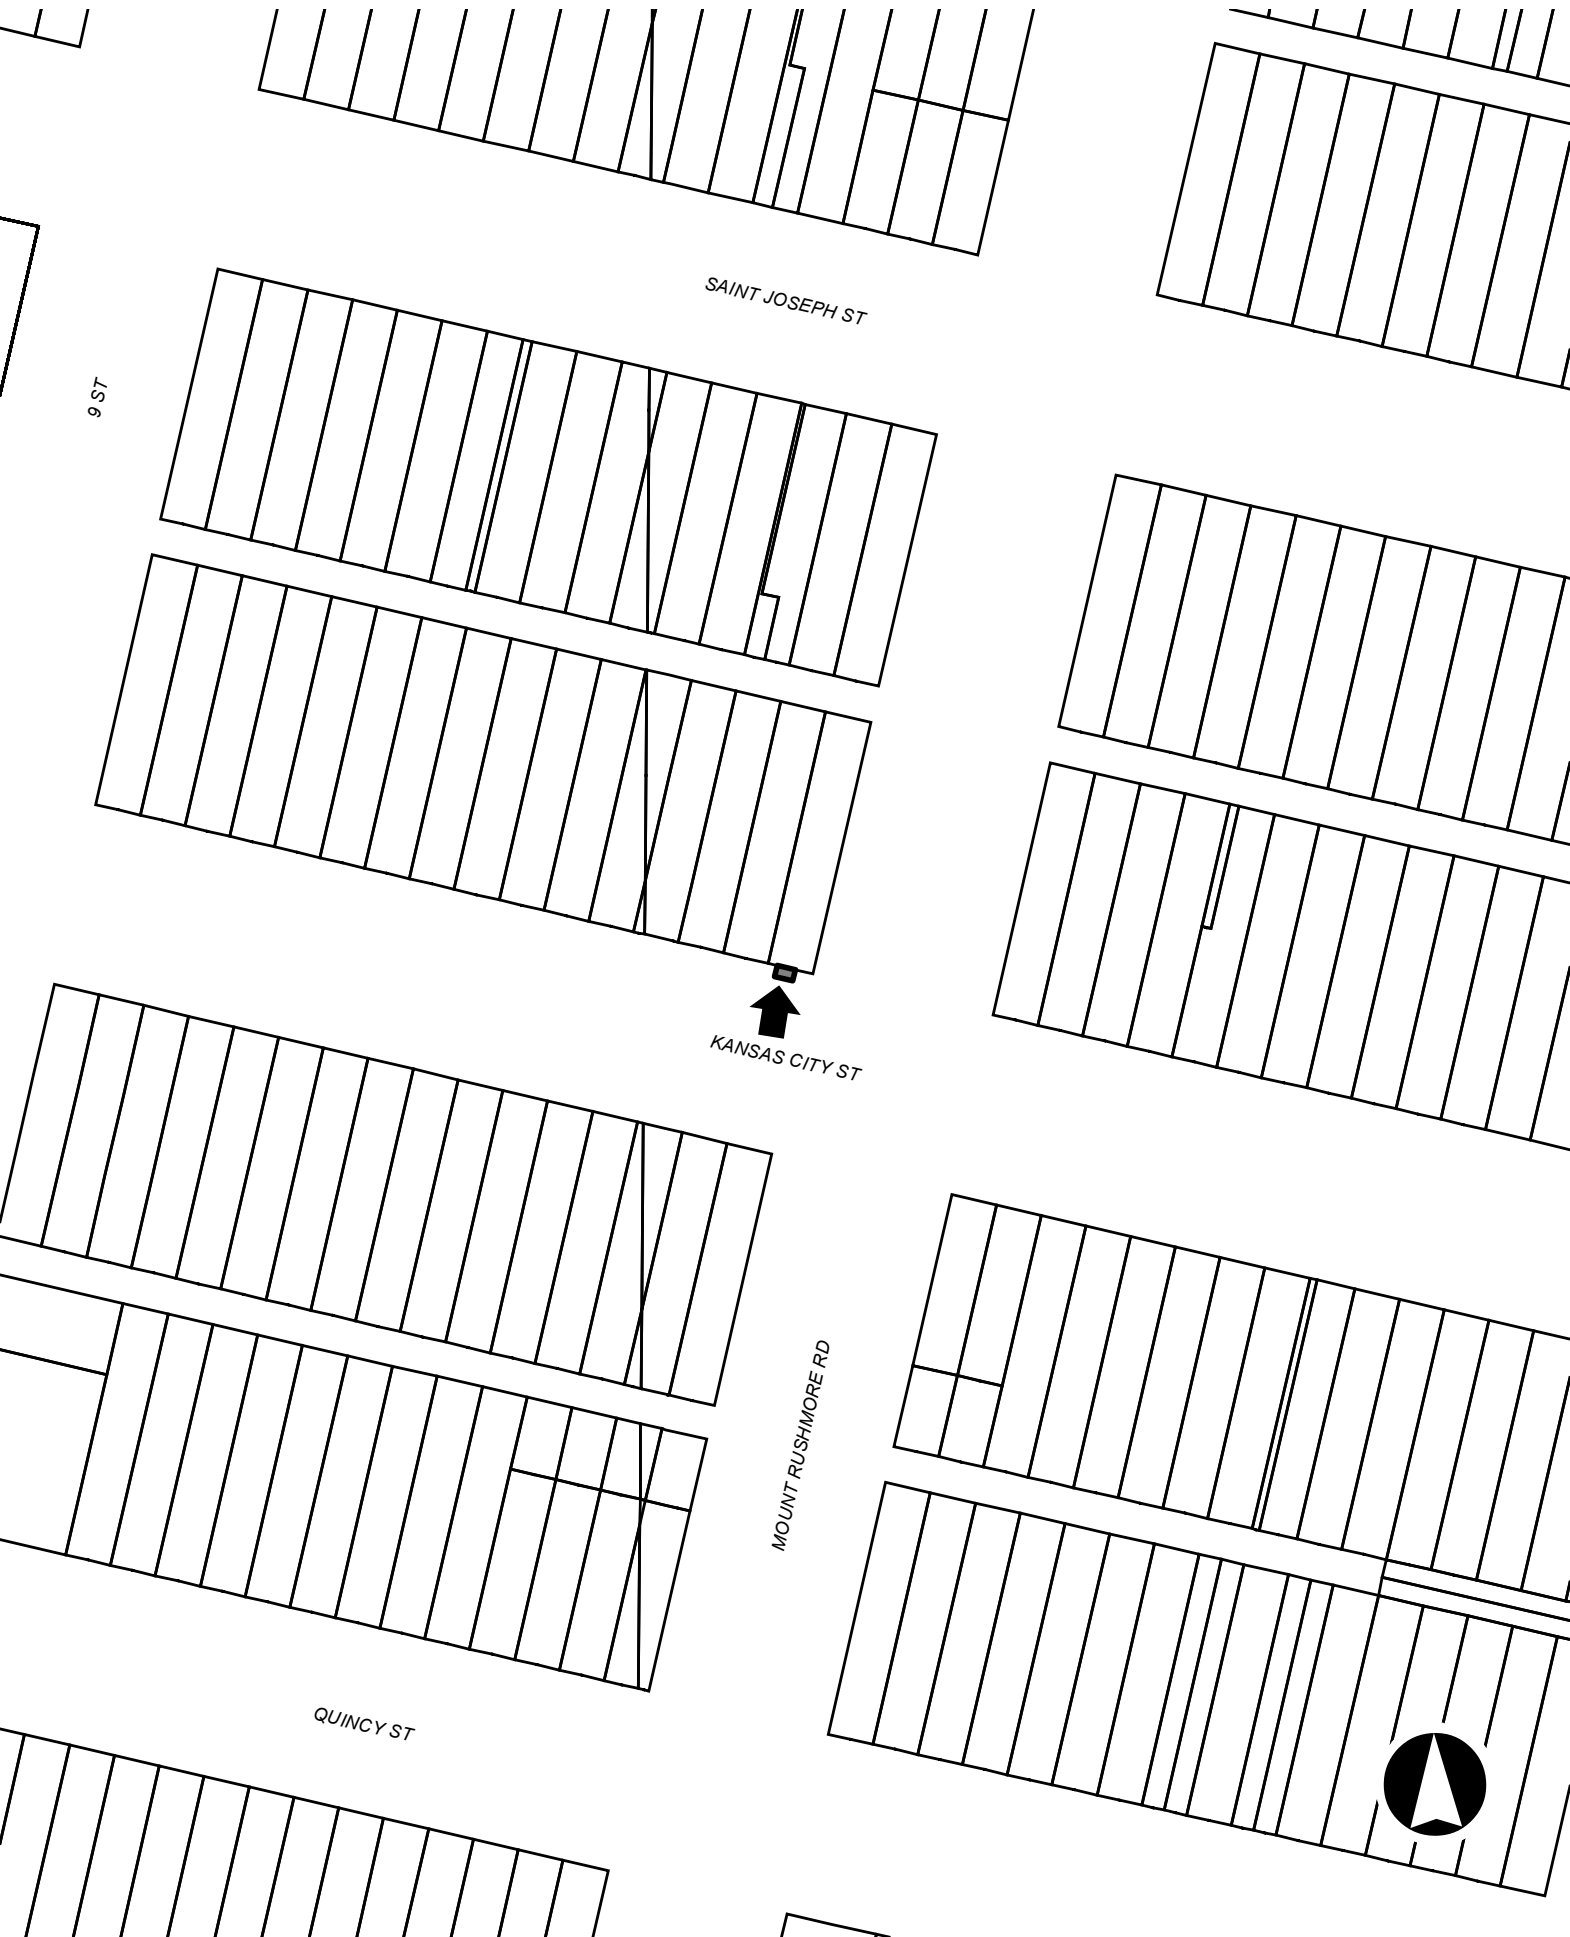 SAINT JOSEPH ST
9 ST
KANSAS CITY ST
MOUNT RUSHMORE RD
QUINCY ST